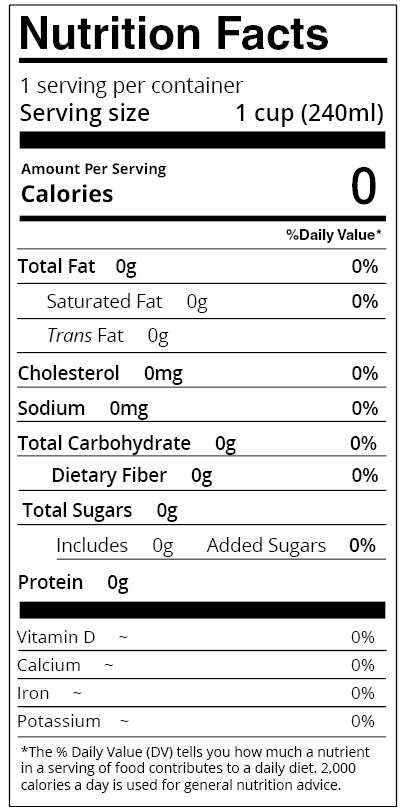 Nutrition Facts
1 serving per container
Serving size 1 cup (240ml)
Amount Per Serving
Calories 0
%Daily Value*
Total Fat 0g 0%
Saturated Fat 0g 0%
Trans Fat 0g
Cholesterol 0mg 0%
Sodium 0mg 0%
Total Carbohydrate 0g 0%
Dietary Fiber 0g 0%
Total Sugars 0g
Includes 0g Added Sugars 0%
Protein 0g
Vitamin D ~ 0%
Calcium ~ 0%
Iron ~ 0%
Potassium ~ 0%
*The % Daily Value (DV) tells you how much a nutrient
in a serving of food contributes to a daily diet. 2,000
calories a day is used for general nutrition advice.